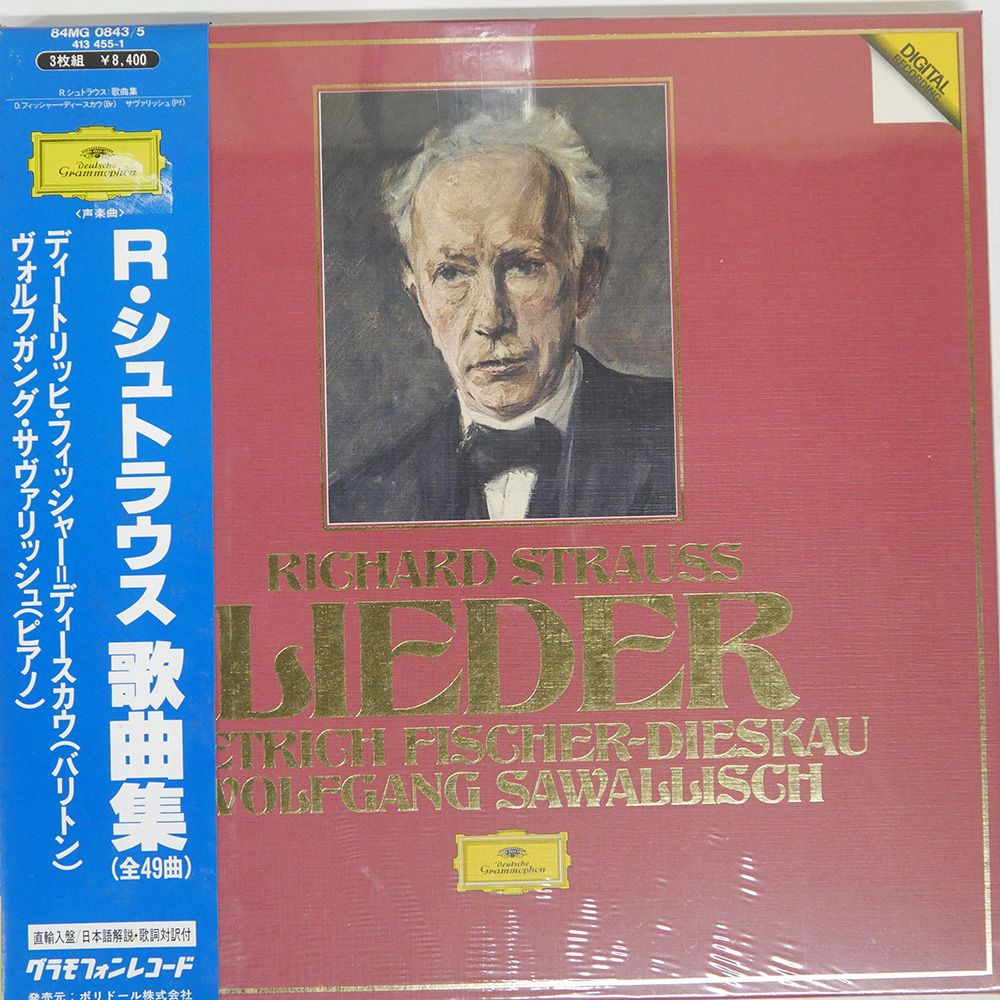 84MG 0843/5
413 455-1
3枚組 ¥8,400
R.シュトラウス:歌曲集
D.フィッシャー=ディースカウ(Br) サヴァリッシュ(Pf)
Deutsche
Grammophon
〈声楽曲〉
R・シュトラウス 歌曲集
(全49曲)
ディートリッヒ・フィッシャー=ディースカウ(バリトン)
ヴォルフガング・サヴァリッシュ(ピアノ)
直輸入盤/日本語解説・歌詞対訳付
グラモフォンレコード
発売元:ポリドール株式会社
DIGITAL
RECORDING
RICHARD STRAUSS
LIEDER
ETRICH FISCHER-DIESKAU
WOLFGANG SAWALLISCH
Deutsche
Grammophon